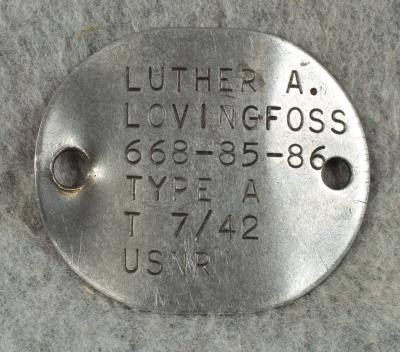 LUTHER A.
LOVINGFOSS
668-85-86
TYPE A
T 7/42
USNR